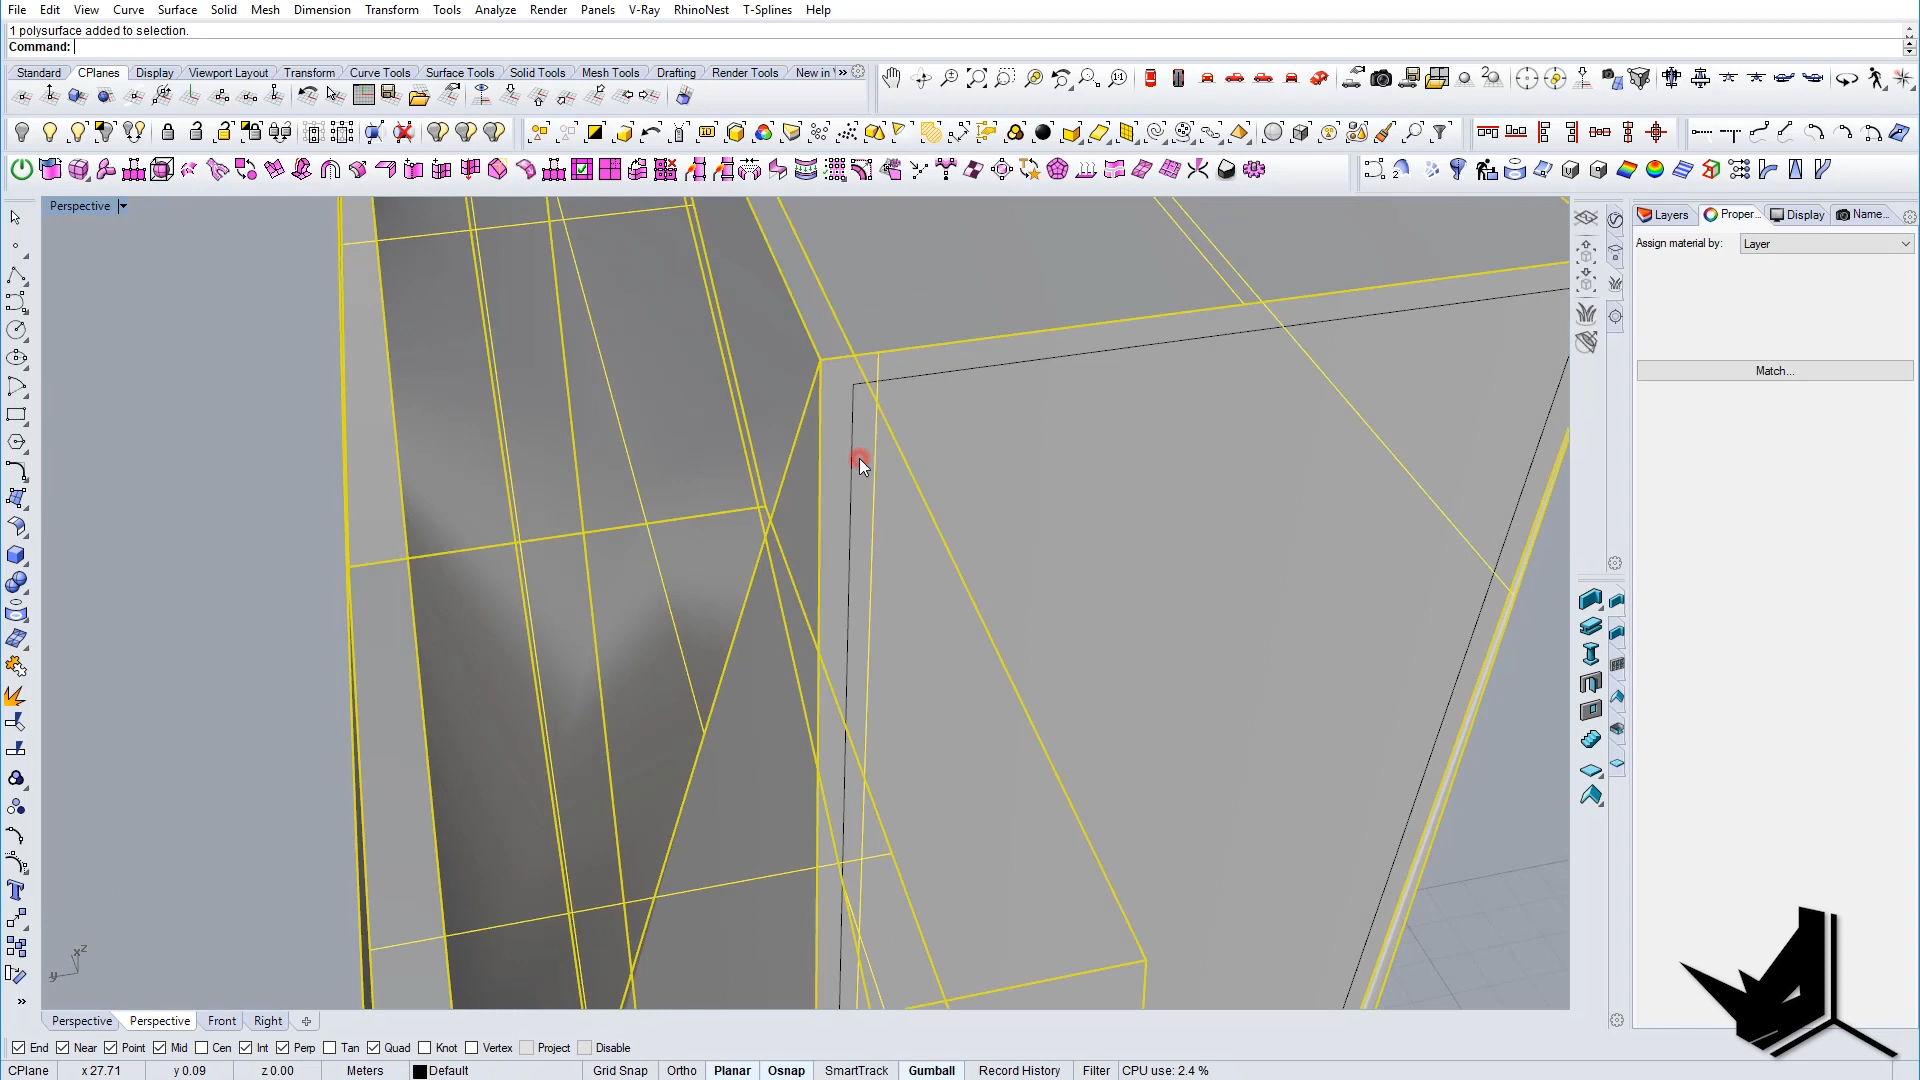 File Edit View Curve Surface Solid Mesh Dimension Transform Tools Analyze Render Panels V-Ray RhinoNest T-Splines Help
1 polysurface added to selection.
Command:
Standard CPlanes Display Viewport Layout Transform Curve Tools Surface Tools Solid Tools Mesh Tools Drafting Render Tools New in »
Perspective
Layers Proper... Display Name...
Assign material by: Layer
Match...
z
x
y
Perspective Perspective Front Right
End Near Point Mid Cen Int Perp Tan Quad Knot Vertex Project Disable
CPlane x 27.71 y 0.09 z 0.00 Meters Default Grid Snap Ortho Planar Osnap SmartTrack Gumball Record History Filter CPU use: 2.4 %